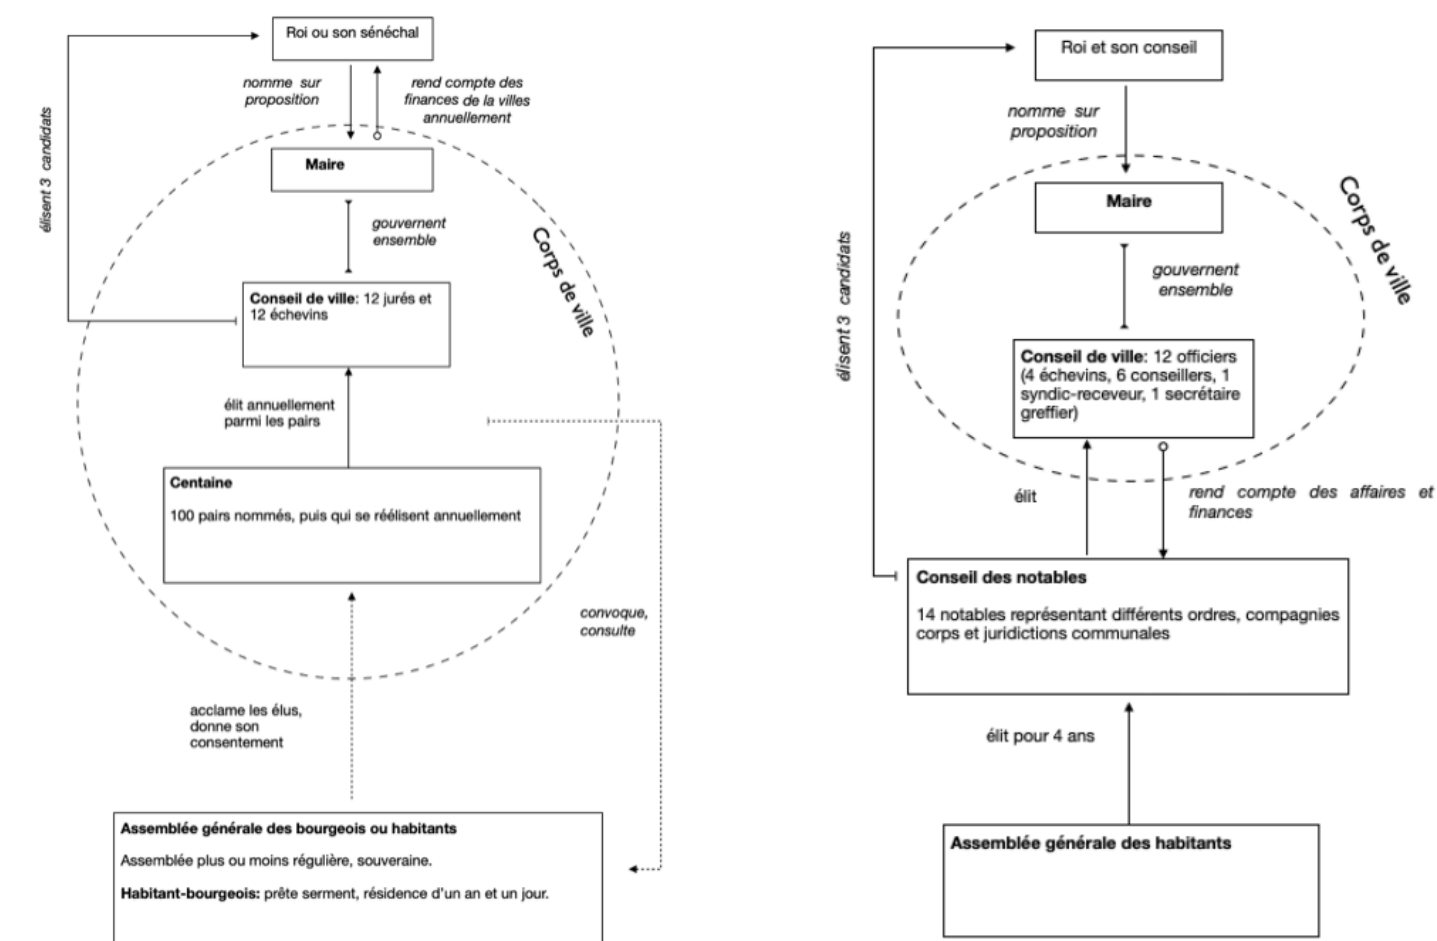 Roi ou son sénéchal
nomme sur
proposition
rend compte des
finances de la villes
annuellement
élisent 3 candidats
Maire
gouvernent
ensemble
Corps de ville
Conseil de ville: 12 jurés et
12 échevins
élit annuellement
parmi les pairs
Centaine
100 pairs nommés, puis qui se réélisent annuellement
convoque,
consulte
acclame les élus,
donne son
consentement
Assemblée générale des bourgeois ou habitants
Assemblée plus ou moins régulière, souveraine.
Habitant-bourgeois: prête serment, résidence d'un an et un jour.
Roi et son conseil
nomme sur
proposition
élisent 3 candidats
Maire
Corps de ville
gouvernent
ensemble
Conseil de ville: 12 officiers
(4 échevins, 6 conseillers, 1
syndic-receveur, 1 secrétaire
greffier)
élit
rend compte des affaires et
finances
Conseil des notables
14 notables représentant différents ordres, compagnies
corps et juridictions communales
élit pour 4 ans
Assemblée générale des habitants